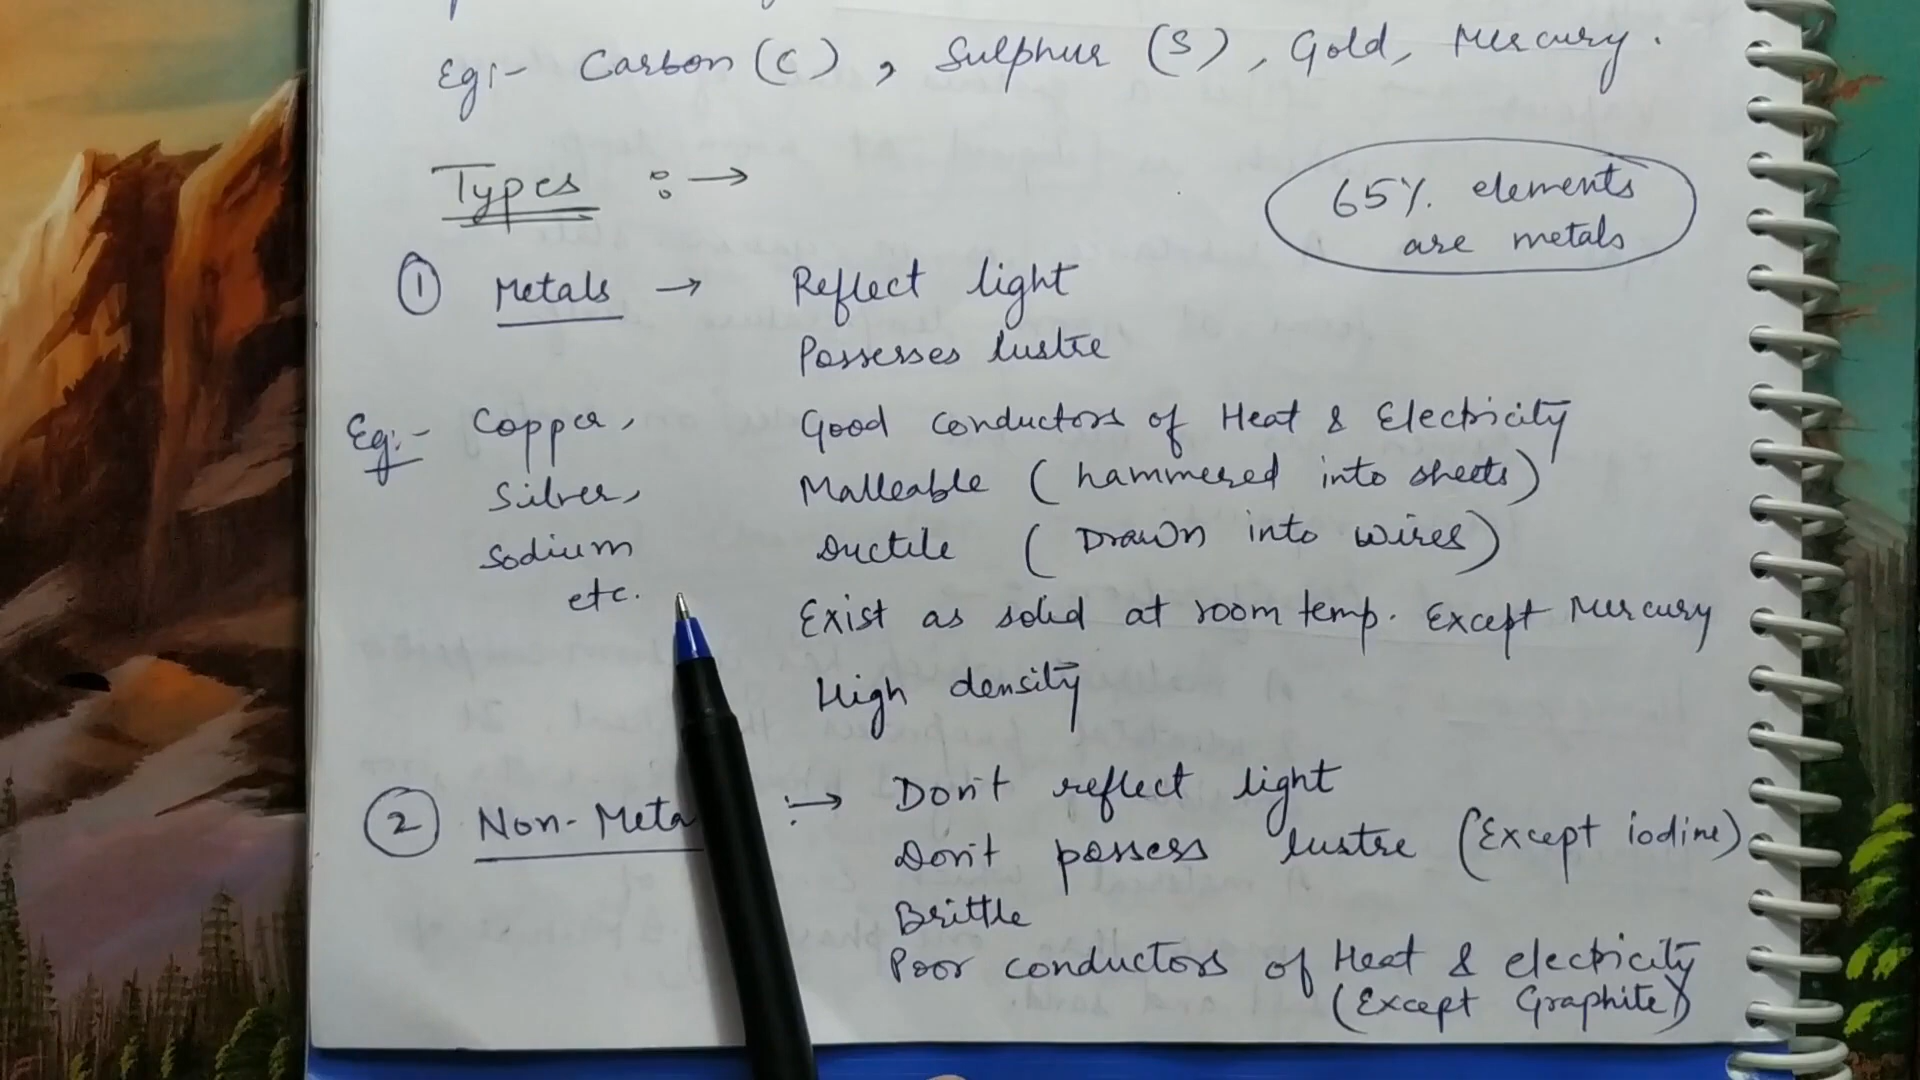 Eg:- Carbon (C), Sulphur (S), Gold, Mercury.
Types :→
65% elements
are metals
① Metals → Reflect light
Possesses lustre
Eg:- Copper, Good conductors of Heat & Electricity
Silver, Malleable (hammered into sheets)
Sodium Ductile (Drawn into wires)
etc. Exist as solid at room temp. Except Mercury
High density
② Non-Meta :→ Don't reflect light
Don't possess lustre (Except iodine)
Brittle
Poor conductors of Heat & electricity
(Except Graphite)